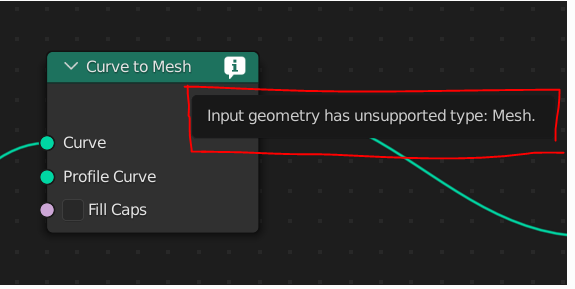 Curve to Mesh
Input geometry has unsupported type: Mesh.
Curve
Profile Curve
Fill Caps